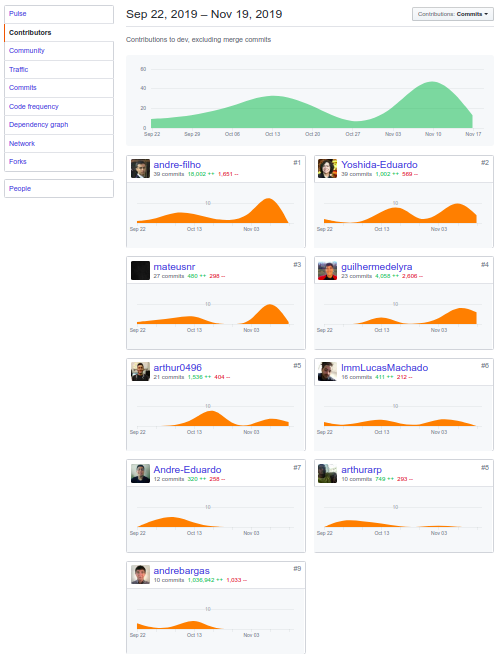 Pulse
Contributors
Community
Traffic
Commits
Code frequency
Dependency graph
Network
Forks
People
Sep 22, 2019 – Nov 19, 2019
Contributions: Commits
Contributions to dev, excluding merge commits
60
40
20
0
Sep 22 Sep 29 Oct 06 Oct 13 Oct 20 Oct 27 Nov 03 Nov 10 Nov 17
andre-filho #1
39 commits 18,002 ++ 1,651 --
10
Sep 22 Oct 13 Nov 03
Yoshida-Eduardo #2
39 commits 1,002 ++ 569 --
10
Sep 22 Oct 13 Nov 03
mateusnr #3
27 commits 480 ++ 298 --
10
Sep 22 Oct 13 Nov 03
guilhermedelyra #4
23 commits 4,058 ++ 2,606 --
10
Sep 22 Oct 13 Nov 03
arthur0496 #5
21 commits 1,536 ++ 404 --
10
Sep 22 Oct 13 Nov 03
ImmLucasMachado #6
16 commits 411 ++ 212 --
10
Sep 22 Oct 13 Nov 03
Andre-Eduardo #7
12 commits 320 ++ 258 --
10
Sep 22 Oct 13 Nov 03
arthurarp #8
10 commits 749 ++ 293 --
10
Sep 22 Oct 13 Nov 03
andrebargas #9
10 commits 1,036,942 ++ 1,033 --
10
Sep 22 Oct 13 Nov 03